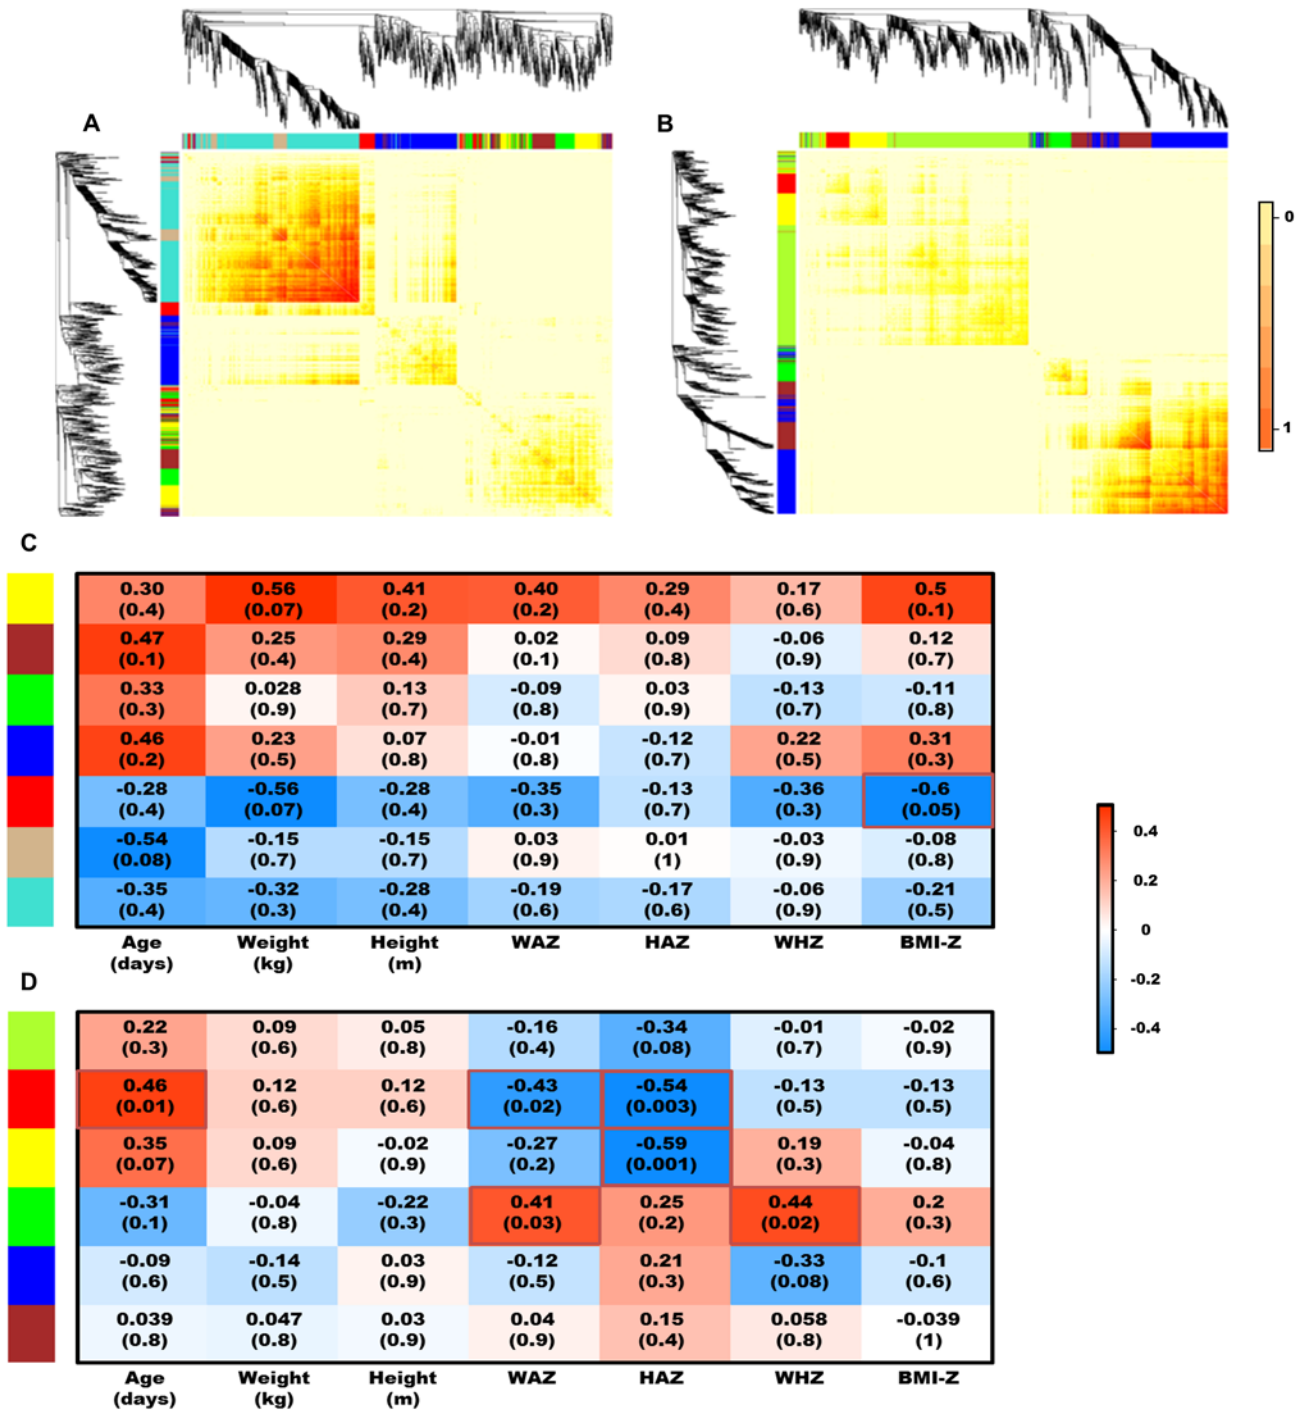 A
B
0
1
C
0.30 0.56 0.41 0.40 0.29 0.17 0.5
(0.4) (0.07) (0.2) (0.2) (0.4) (0.6) (0.1)
0.47 0.25 0.29 0.02 0.09 -0.06 0.12
(0.1) (0.4) (0.4) (0.1) (0.8) (0.9) (0.7)
0.33 0.028 0.13 -0.09 0.03 -0.13 -0.11
(0.3) (0.9) (0.7) (0.8) (0.9) (0.7) (0.8)
0.46 0.23 0.07 -0.01 -0.12 0.22 0.31
(0.2) (0.5) (0.8) (0.8) (0.7) (0.5) (0.3)
-0.28 -0.56 -0.28 -0.35 -0.13 -0.36 -0.6
(0.4) (0.07) (0.4) (0.3) (0.7) (0.3) (0.05)
-0.54 -0.15 -0.15 0.03 0.01 -0.03 -0.08
(0.08) (0.7) (0.7) (0.9) (1) (0.9) (0.8)
-0.35 -0.32 -0.28 -0.19 -0.17 -0.06 -0.21
(0.4) (0.3) (0.4) (0.6) (0.6) (0.9) (0.5)
Age Weight Height WAZ HAZ WHZ BMI-Z
(days) (kg) (m)
0.4
0.2
0
-0.2
-0.4
D
0.22 0.09 0.05 -0.16 -0.34 -0.01 -0.02
(0.3) (0.6) (0.8) (0.4) (0.08) (0.7) (0.9)
0.46 0.12 0.12 -0.43 -0.54 -0.13 -0.13
(0.01) (0.6) (0.6) (0.02) (0.003) (0.5) (0.5)
0.35 0.09 -0.02 -0.27 -0.59 0.19 -0.04
(0.07) (0.6) (0.9) (0.2) (0.001) (0.3) (0.8)
-0.31 -0.04 -0.22 0.41 0.25 0.44 0.2
(0.1) (0.8) (0.3) (0.03) (0.2) (0.02) (0.3)
-0.09 -0.14 0.03 -0.12 0.21 -0.33 -0.1
(0.6) (0.5) (0.9) (0.5) (0.3) (0.08) (0.6)
0.039 0.047 0.03 0.04 0.15 0.058 -0.039
(0.8) (0.8) (0.9) (0.9) (0.4) (0.8) (1)
Age Weight Height WAZ HAZ WHZ BMI-Z
(days) (kg) (m)